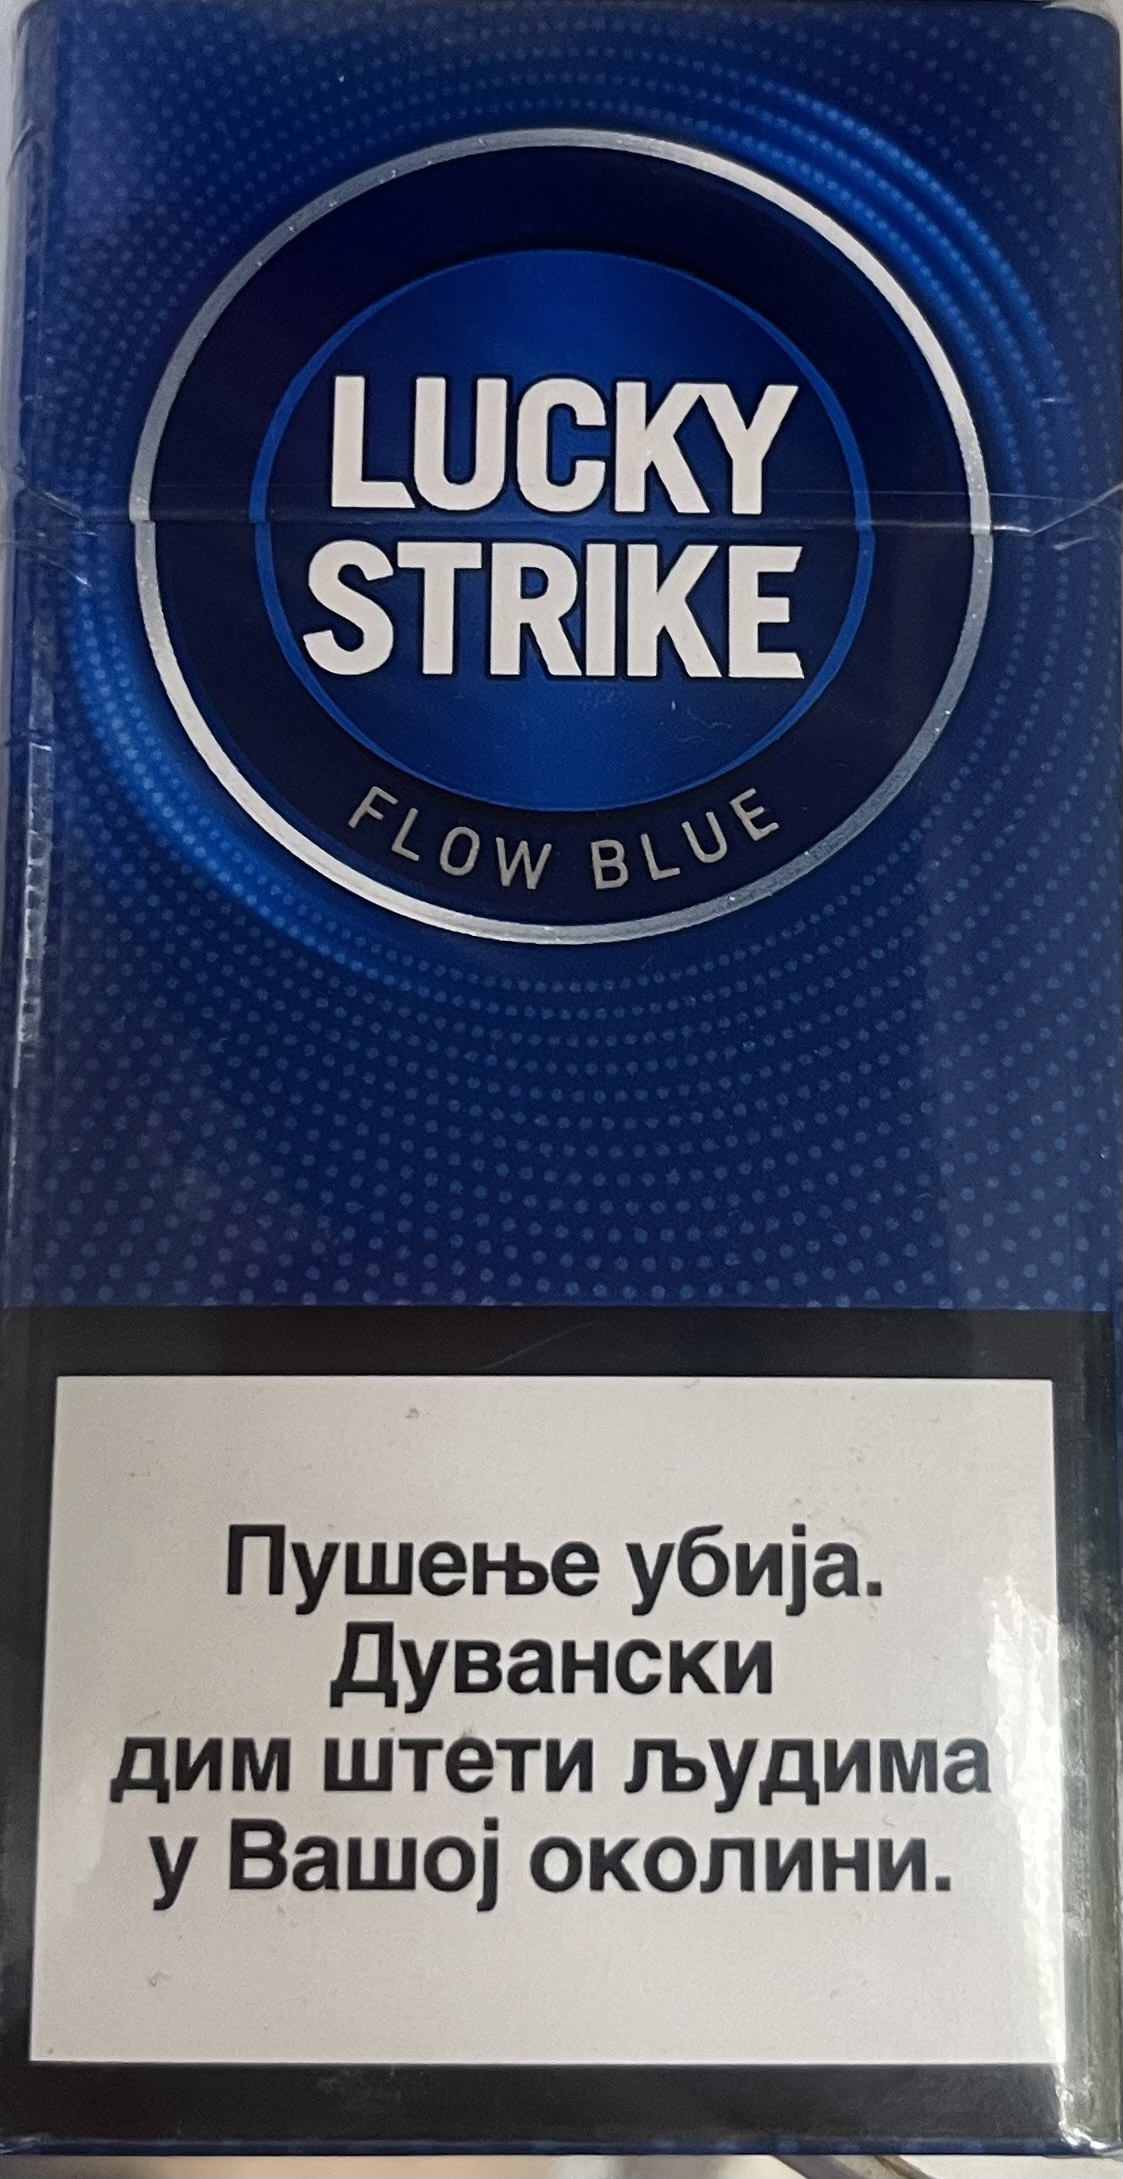 LUCKY
STRIKE
FLOW BLUE
Пушење убија.
Дувански
дим штети људима
у Вашој околини.